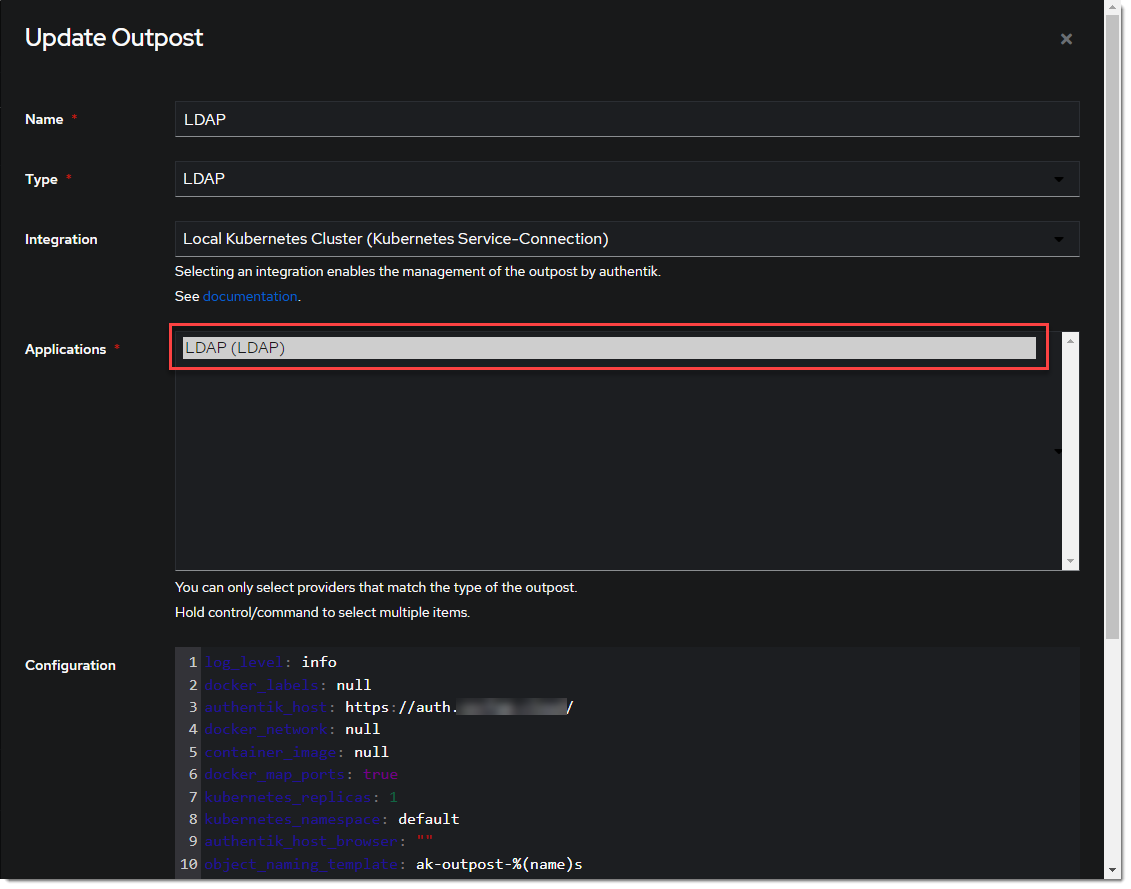 Update Outpost
×
Name *
LDAP
Type *
LDAP
Integration
Local Kubernetes Cluster (Kubernetes Service-Connection)
Selecting an integration enables the management of the outpost by authentik.
See documentation.
Applications *
LDAP (LDAP)
You can only select providers that match the type of the outpost.
Hold control/command to select multiple items.
Configuration
1 log_level: info
2 docker_labels: null
3 authentik_host: https://auth. /
4 docker_network: null
5 container_image: null
6 docker_map_ports: true
7 kubernetes_replicas: 1
8 kubernetes_namespace: default
9 authentik_host_browser: ""
10 object_naming_template: ak-outpost-%(name)s